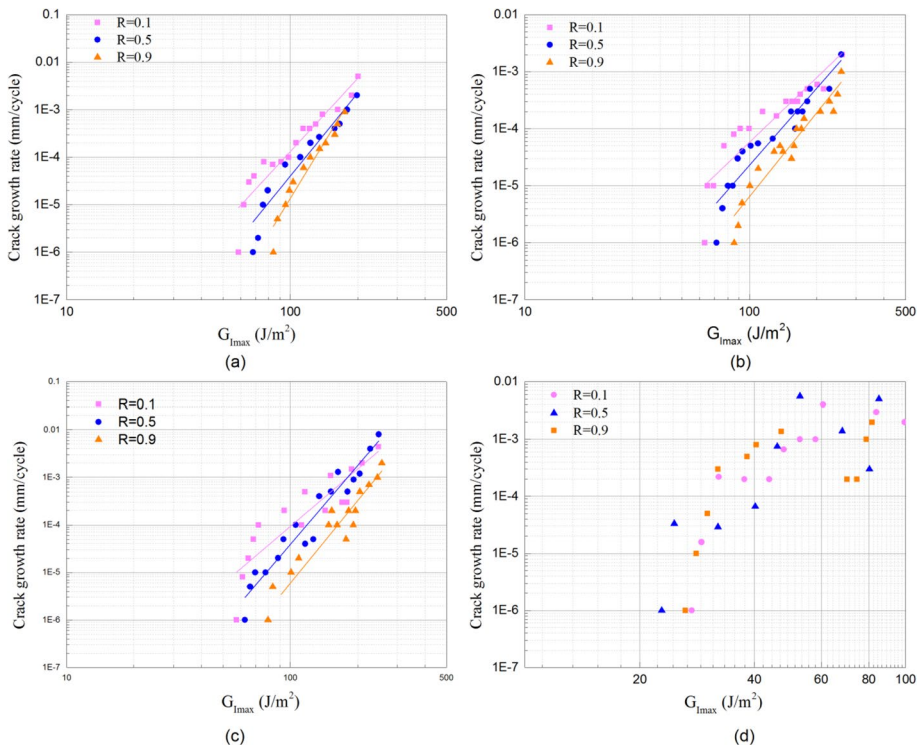 0.1
0.01
1E-3
1E-4
1E-5
1E-6
1E-7
Crack growth rate (mm/cycle)
R=0.1
R=0.5
R=0.9
10
100
500
G_Imax (J/m²)
(a)
0.01
1E-3
1E-4
1E-5
1E-6
1E-7
Crack growth rate (mm/cycle)
R=0.1
R=0.5
R=0.9
10
100
500
G_Imax (J/m²)
(b)
0.1
0.01
1E-3
1E-4
1E-5
1E-6
1E-7
Crack growth rate (mm/cycle)
R=0.1
R=0.5
R=0.9
10
100
500
G_Imax (J/m²)
(c)
0.01
1E-3
1E-4
1E-5
1E-6
1E-7
Crack growth rate (mm/cycle)
R=0.1
R=0.5
R=0.9
20
40
60
80
100
G_Imax (J/m²)
(d)